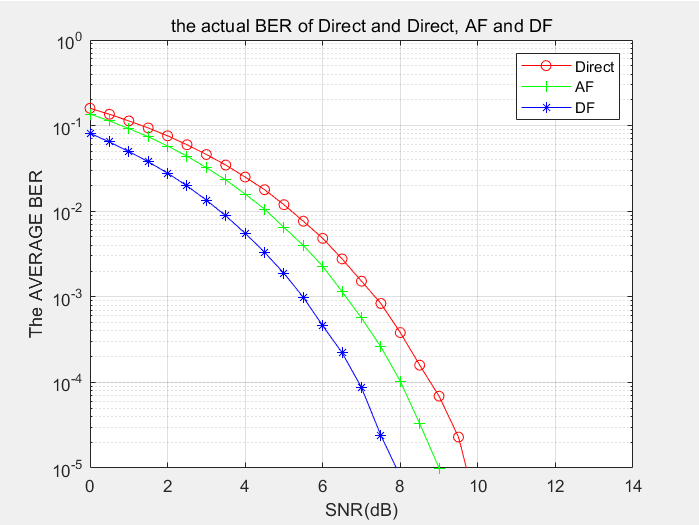 the actual BER of Direct and Direct, AF and DF
10^0
10^-1
10^-2
10^-3
10^-4
10^-5
The AVERAGE BER
Direct
AF
DF
0 2 4 6 8 10 12 14
SNR(dB)